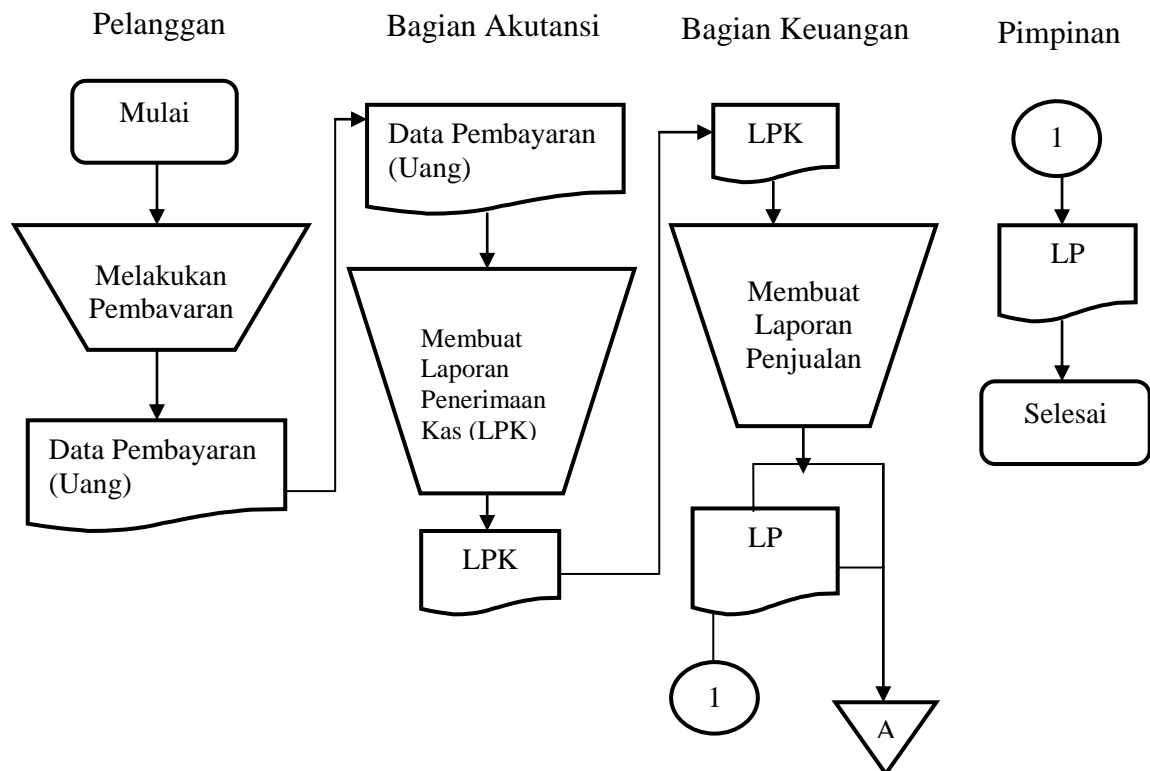 Pelanggan
Bagian Akutansi
Bagian Keuangan
Pimpinan
Mulai
Melakukan
Pembavaran
Data Pembayaran
(Uang)
Data Pembayaran
(Uang)
Membuat
Laporan
Penerimaan
Kas (LPK)
LPK
LPK
Membuat
Laporan
Penjualan
LP
1
A
1
LP
Selesai